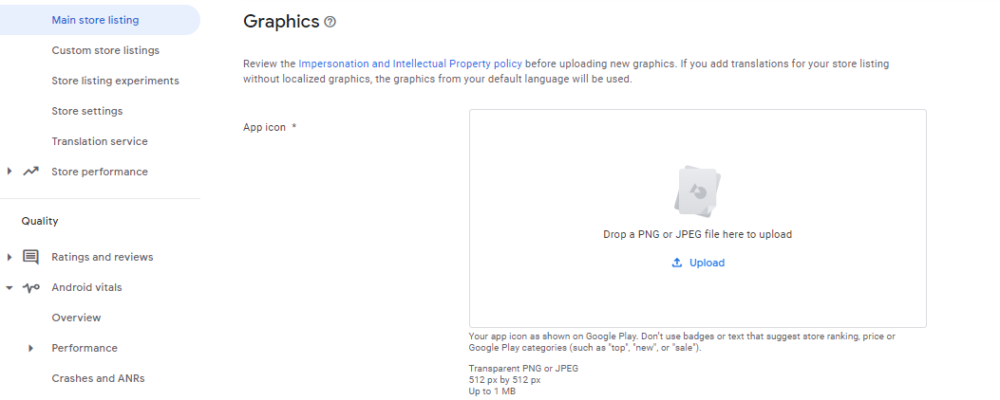 Main store listing
Custom store listings
Store listing experiments
Store settings
Translation service
Store performance
Quality
Ratings and reviews
Android vitals
Overview
Performance
Crashes and ANRs
Graphics
Review the Impersonation and Intellectual Property policy before uploading new graphics. If you add translations for your store listing
without localized graphics, the graphics from your default language will be used.
App icon *
Drop a PNG or JPEG file here to upload
Upload
Your app icon as shown on Google Play. Don't use badges or text that suggest store ranking, price or
Google Play categories (such as "top", "new", or "sale").
Transparent PNG or JPEG
512 px by 512 px
Up to 1 MB